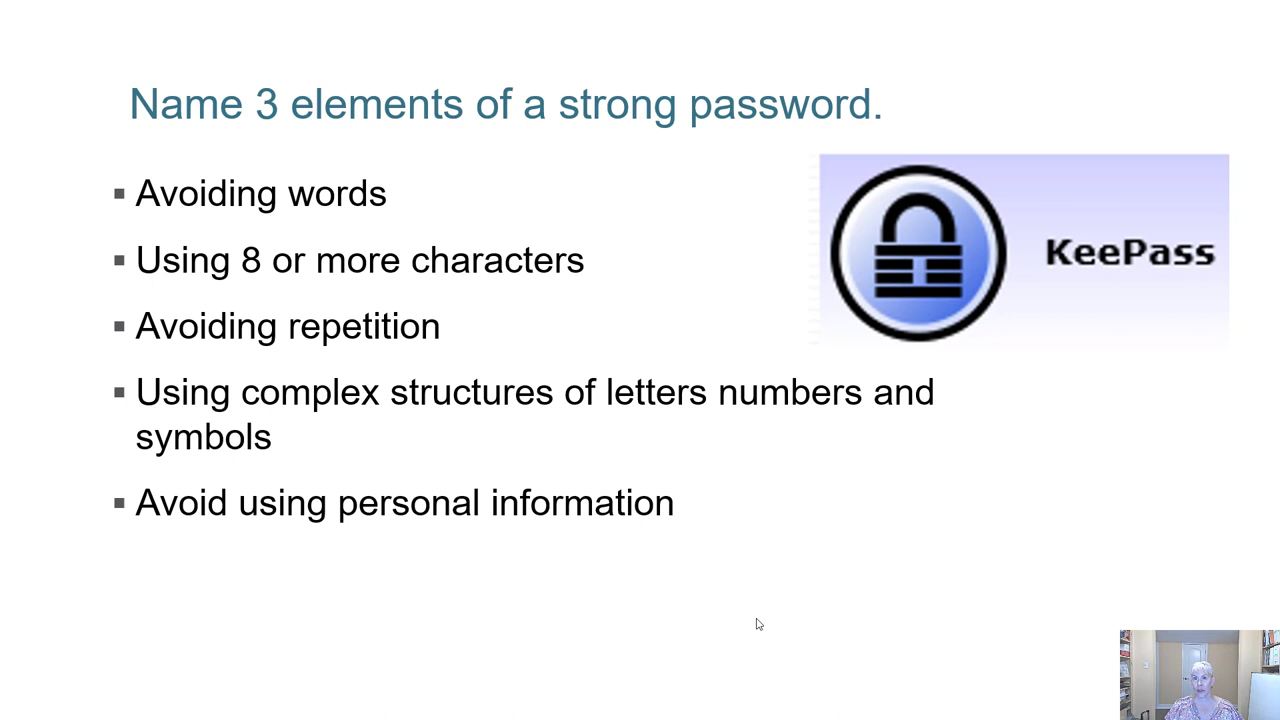 Name 3 elements of a strong password.
▪ Avoiding words
▪ Using 8 or more characters
▪ Avoiding repetition
▪ Using complex structures of letters numbers and
symbols
▪ Avoid using personal information
KeePass